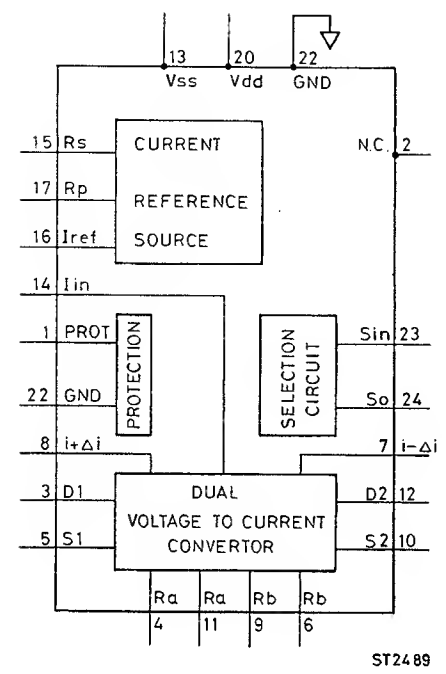 13 20 22
Vss Vdd GND
15 Rs CURRENT N.C. 2
17 Rp REFERENCE
16 Iref SOURCE
14 Iin
1 PROT PROTECTION SELECTION CIRCUIT Sin 23
22 GND So 24
8 i+Δi 7 i-Δi
3 D1 DUAL D2 12
VOLTAGE TO CURRENT
5 S1 CONVERTOR S2 10
Ra Ra Rb Rb
4 11 9 6
ST2489